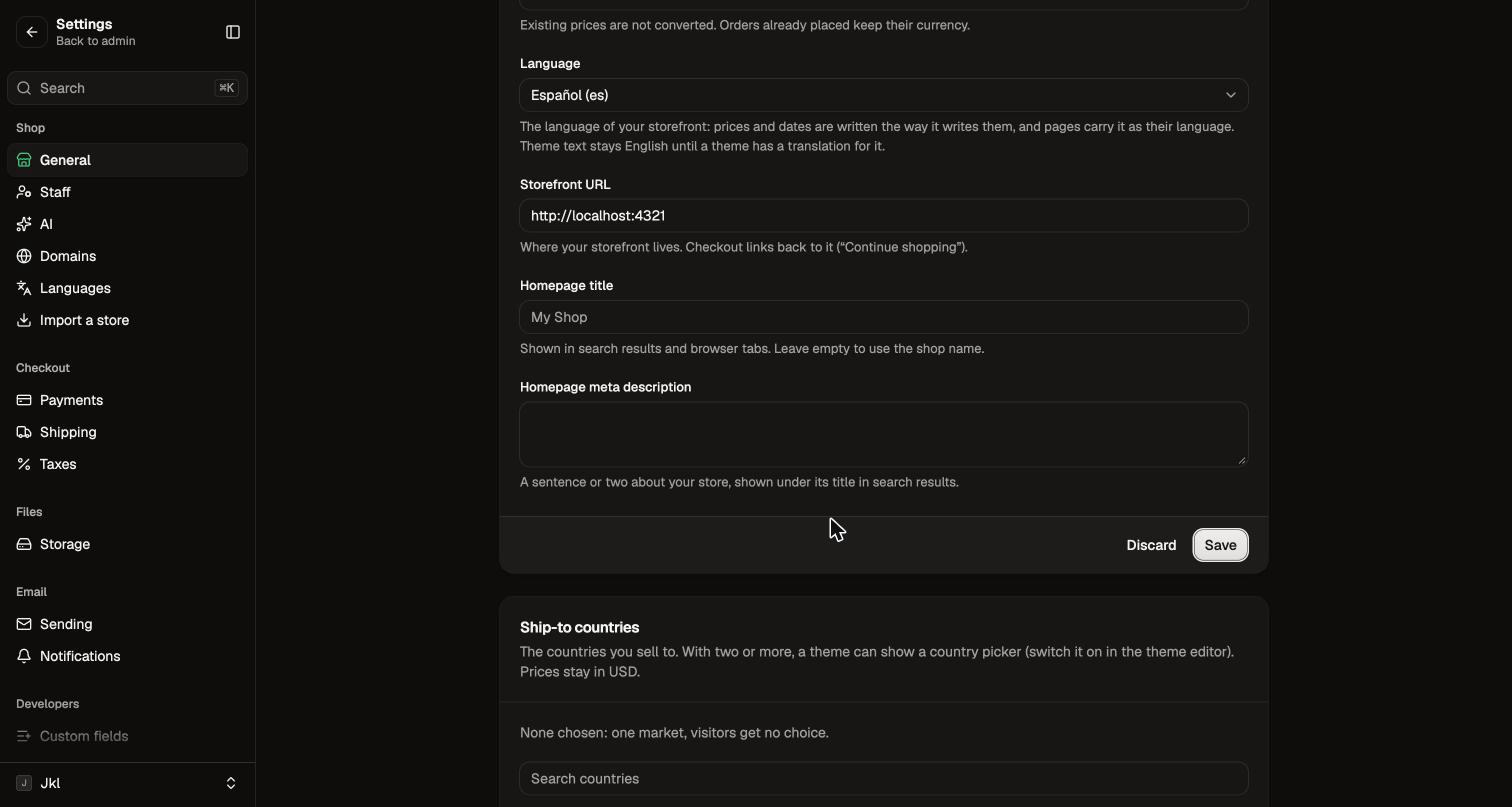 Settings
Back to admin
Search
⌘K
Shop
General
Staff
AI
Domains
Languages
Import a store
Checkout
Payments
Shipping
Taxes
Files
Storage
Email
Sending
Notifications
Developers
Custom fields
J
Jkl
Existing prices are not converted. Orders already placed keep their currency.
Language
Español (es)
The language of your storefront: prices and dates are written the way it writes them, and pages carry it as their language.
Theme text stays English until a theme has a translation for it.
Storefront URL
http://localhost:4321
Where your storefront lives. Checkout links back to it (“Continue shopping”).
Homepage title
My Shop
Shown in search results and browser tabs. Leave empty to use the shop name.
Homepage meta description
A sentence or two about your store, shown under its title in search results.
Discard
Save
Ship-to countries
The countries you sell to. With two or more, a theme can show a country picker (switch it on in the theme editor).
Prices stay in USD.
None chosen: one market, visitors get no choice.
Search countries